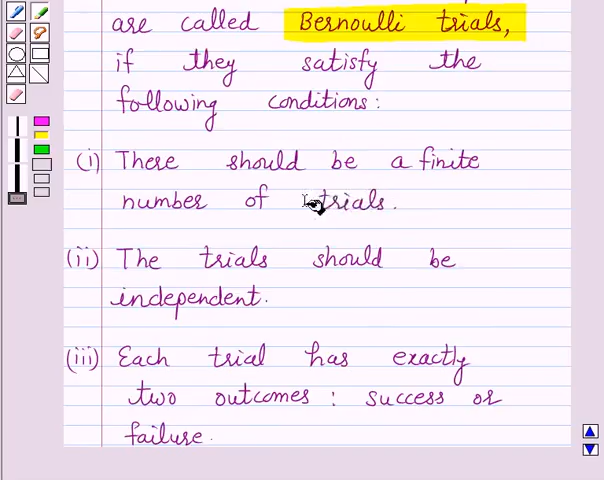 are called Bernoulli trials,
if they satisfy the
following conditions:
(i) There should be a finite
number of trials.
(ii) The trials should be
independent.
(iii) Each trial has exactly
two outcomes: success or
failure.